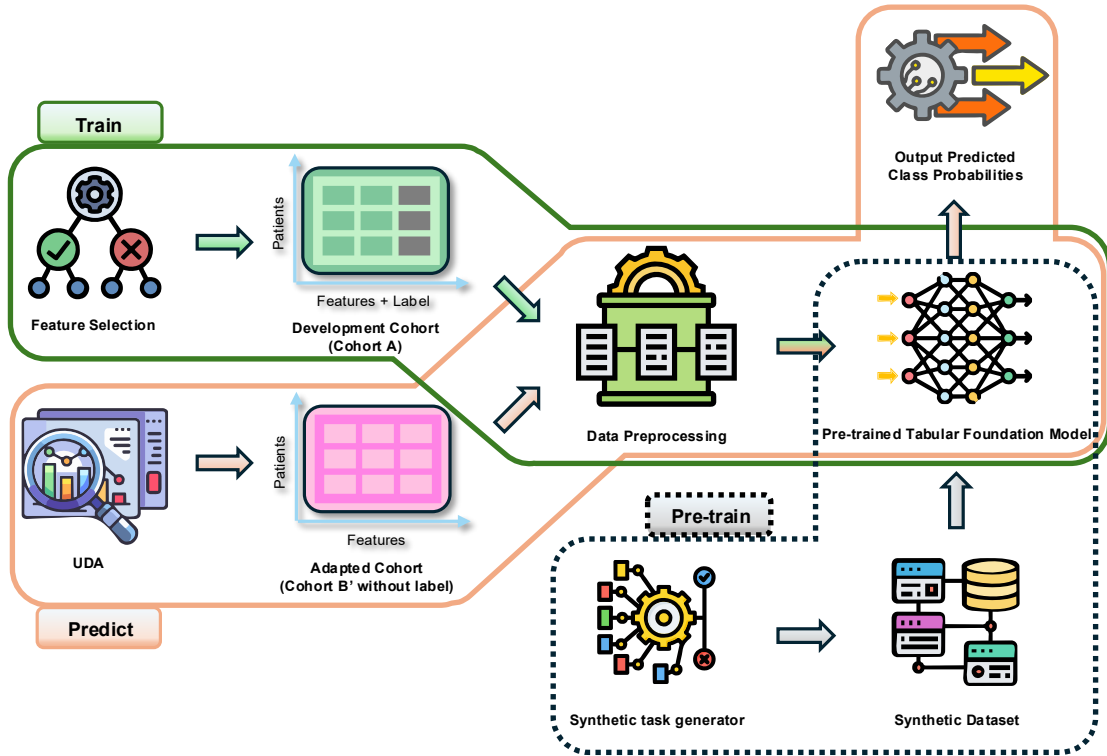 Output Predicted
Class Probabilities
Train
Patients
Features + Label
Feature Selection
Development Cohort
(Cohort A)
Data Preprocessing
Pre-trained Tabular Foundation Model
Patients
Features
UDA
Adapted Cohort
(Cohort B’ without label)
Predict
Pre-train
Synthetic task generator
Synthetic Dataset